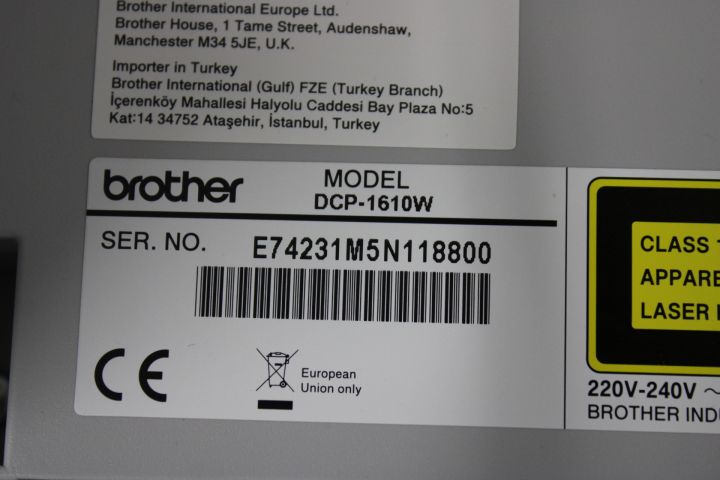 Brother International Europe Ltd.
Brother House, 1 Tame Street, Audenshaw,
Manchester M34 5JE, U.K.
Importer in Turkey
Brother International (Gulf) FZE (Turkey Branch)
İçerenköy Mahallesi Halyolu Caddesi Bay Plaza No:5
Kat:14 34752 Ataşehir, İstanbul, Turkey
brother
MODEL
DCP-1610W
SER. NO. E74231M5N118800
CE
European
Union only
CLASS 1
APPARE
LASER
220V-240V ~
BROTHER INDU